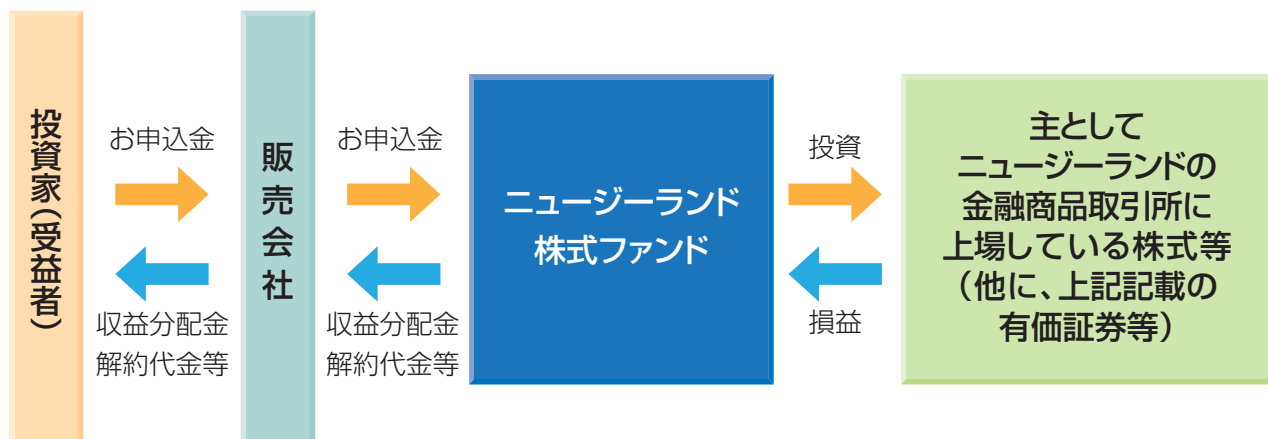 投資家（受益者）
お申込金
収益分配金
解約代金等
販売会社
お申込金
収益分配金
解約代金等
ニュージーランド
株式ファンド
投資
損益
主として
ニュージーランドの
金融商品取引所に
上場している株式等
（他に、上記記載の
有価証券等）